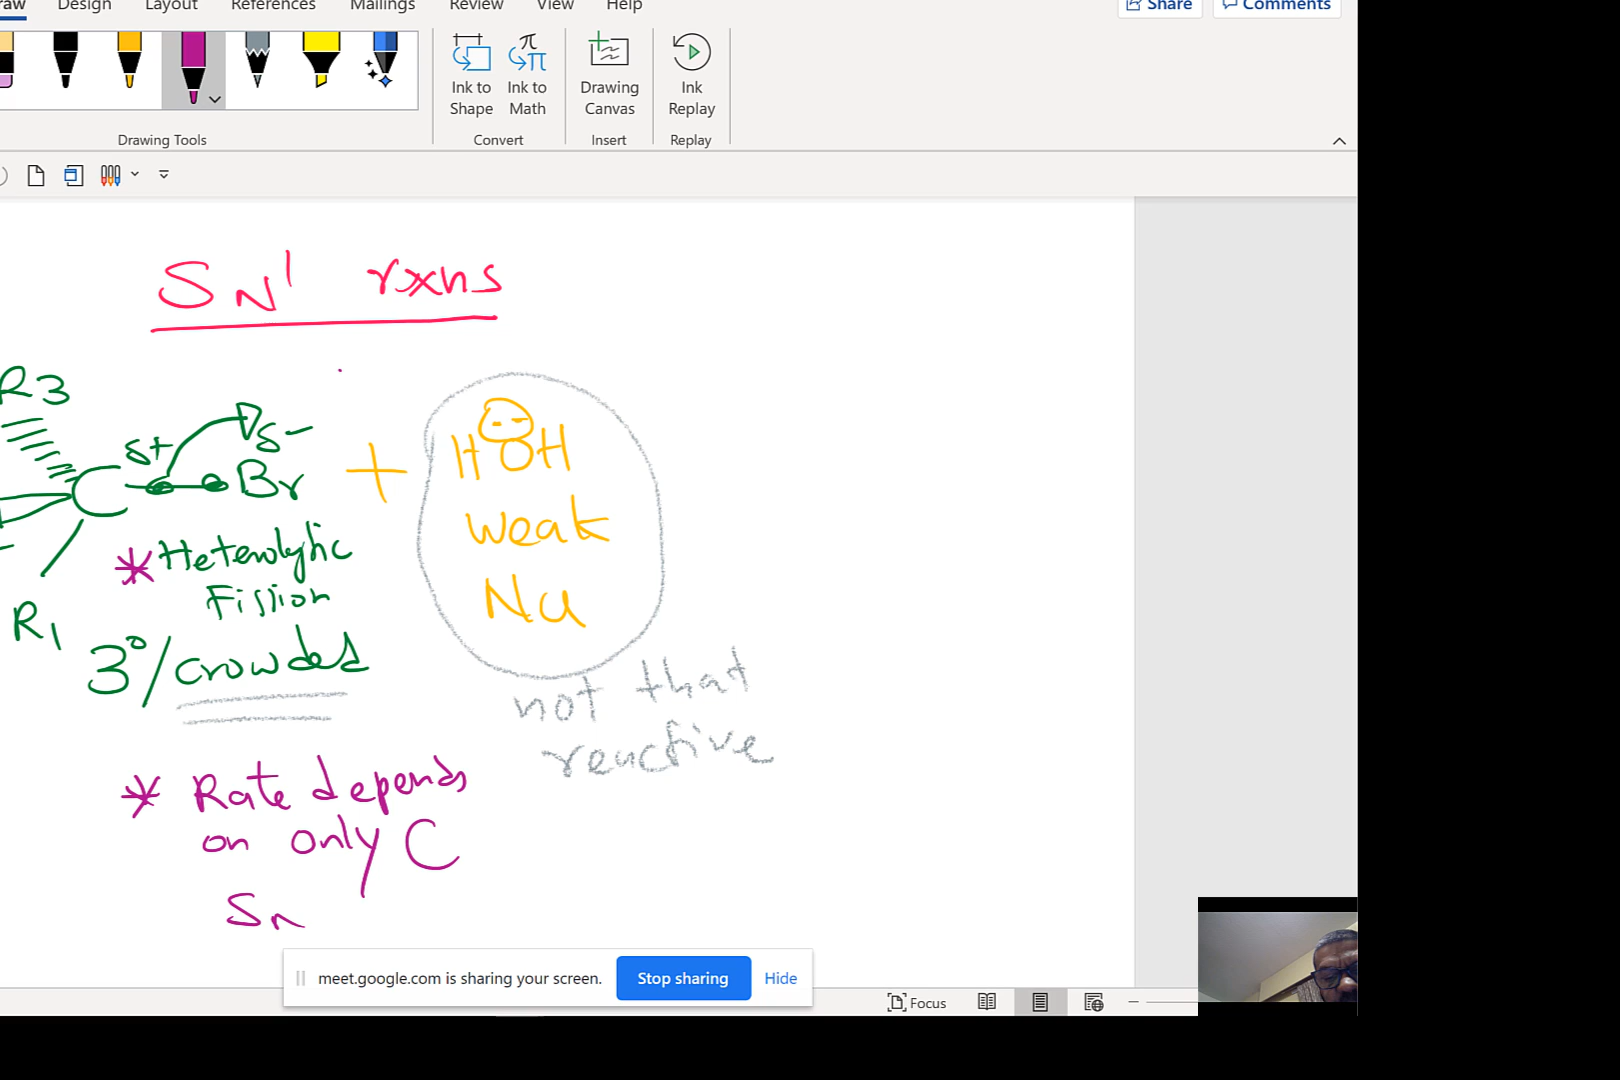 Design Layout References Mailings Review View Help
Share
Comments
Ink to Shape
Ink to Math
Drawing Canvas
Ink Replay
Drawing Tools
Convert
Insert
Replay
SN1 rxns
R3
δ+
δ-
C
Br
+
HOH
weak
Nu
* Heterolytic
Fission
R1
3°/crowded
not that
reactive
* Rate depends
on only C
Sn
meet.google.com is sharing your screen.
Stop sharing
Hide
Focus